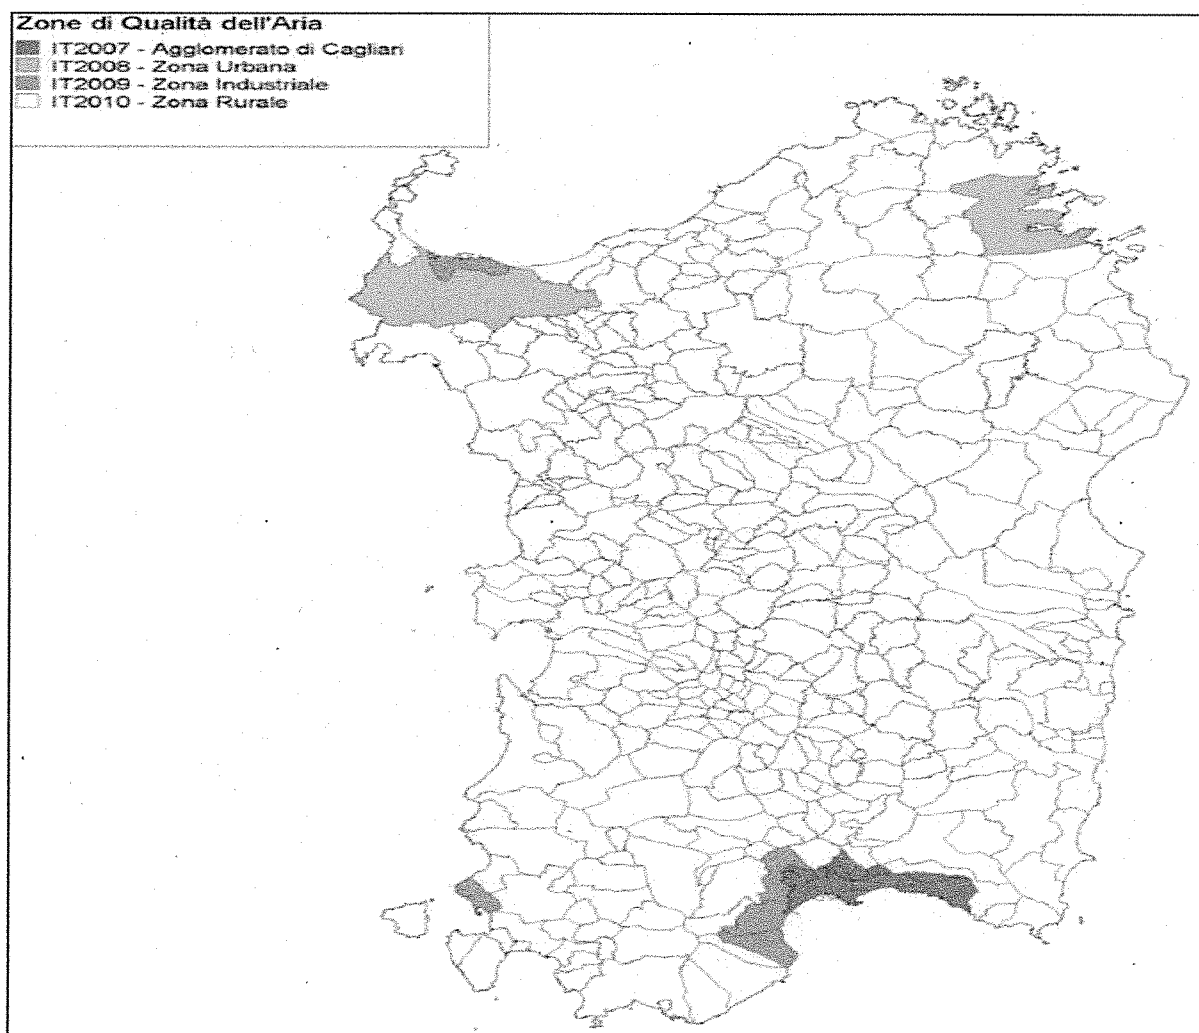 Zone di Qualità dell'Aria
IT2007 - Agglomerato di Cagliari
IT2008 - Zona Urbana
IT2009 - Zona Industriale
IT2010 - Zona Rurale